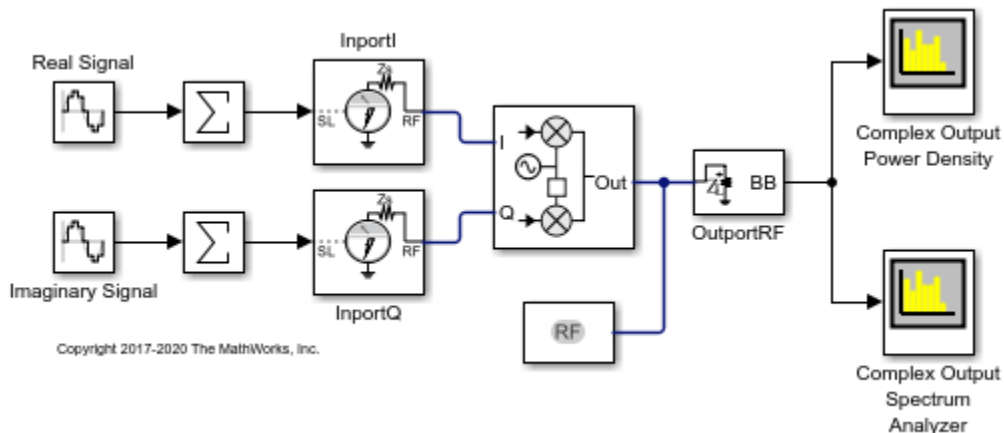 Real Signal
InportI
Za
SL
RF
Imaginary Signal
Za
SL
RF
InportQ
I
Q
Out
BB
OutportRF
RF
Complex Output
Power Density
Complex Output
Spectrum
Analyzer
Copyright 2017-2020 The MathWorks, Inc.